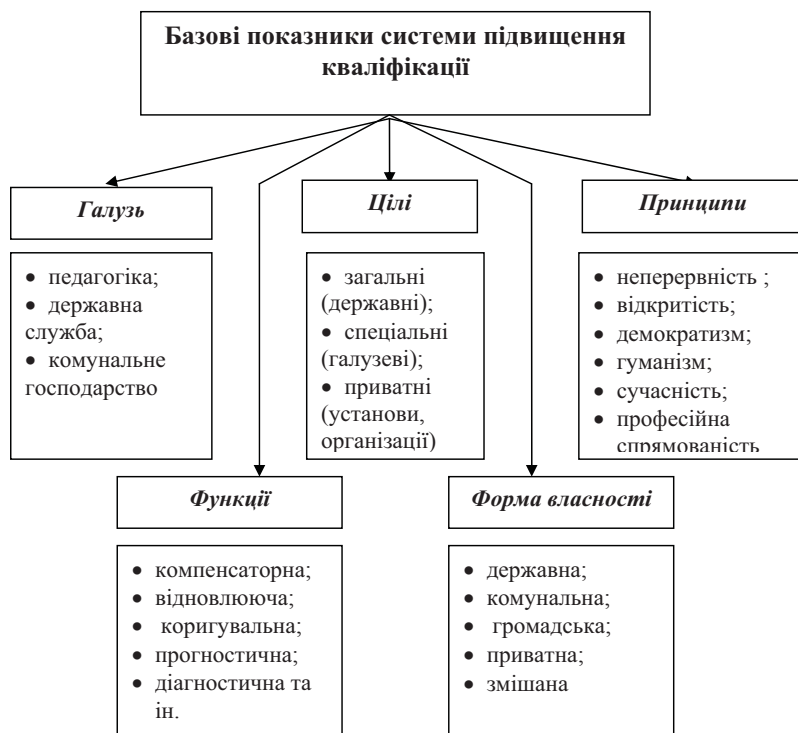 Базові показники системи підвищення
кваліфікації
Галузь
Цілі
Принципи
• педагогіка;
• державна
служба;
• комунальне
господарство
• загальні
(державні);
• спеціальні
(галузеві);
• приватні
(установи,
організації)
• неперервність ;
• відкритість;
• демократизм;
• гуманізм;
• сучасність;
• професійна
спрямованість
Функції
Форма власності
• компенсаторна;
• відновлююча;
• коригувальна;
• прогностична;
• діагностична та
ін.
• державна;
• комунальна;
• громадська;
• приватна;
• змішана